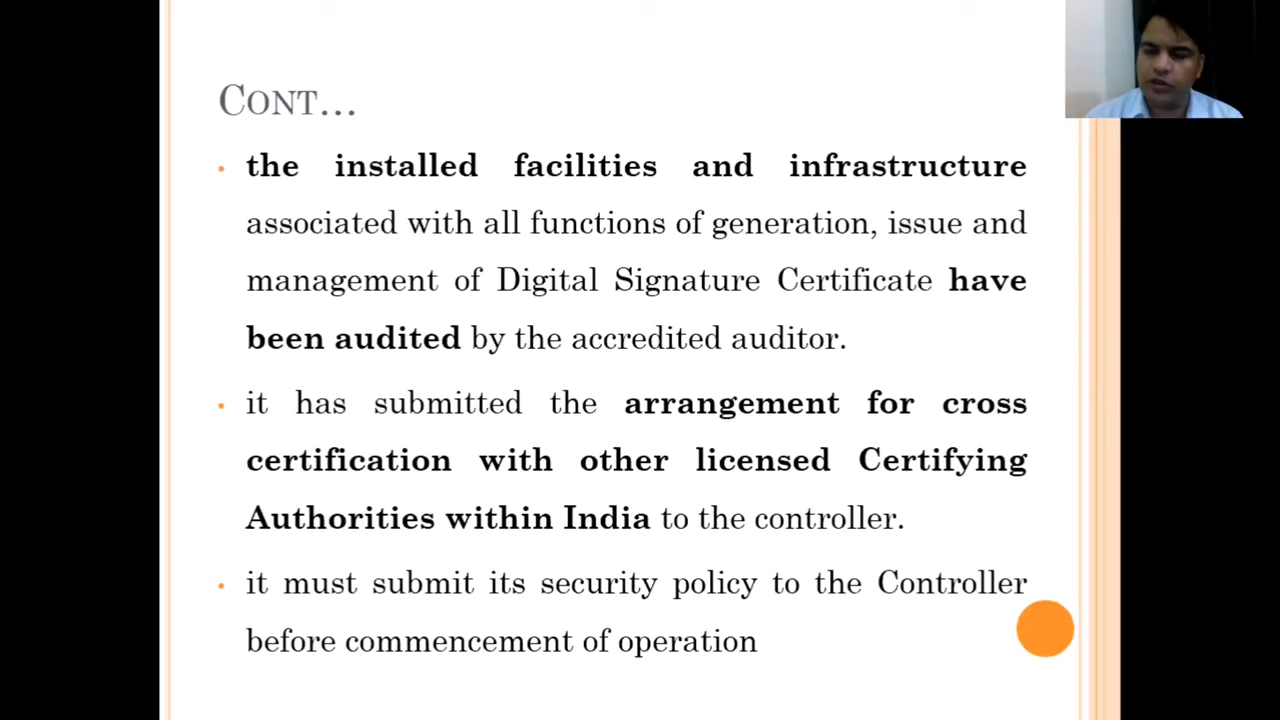 CONT...
• the installed facilities and infrastructure
associated with all functions of generation, issue and
management of Digital Signature Certificate have
been audited by the accredited auditor.
• it has submitted the arrangement for cross
certification with other licensed Certifying
Authorities within India to the controller.
• it must submit its security policy to the Controller
before commencement of operation